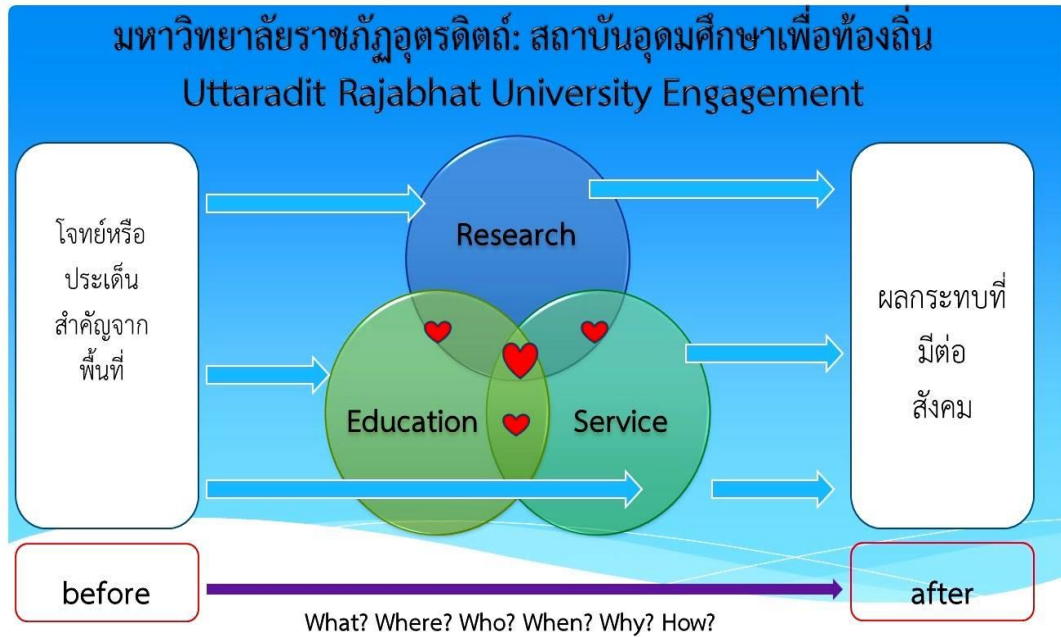 มหาวิทยาลัยราชภัฏอุตรดิตถ์: สถาบันอุดมศึกษาเพื่อท้องถิ่น
Uttaradit Rajabhat University Engagement
โจทย์หรือ
ประเด็น
สำคัญจาก
พื้นที่
Research
Education
Service
ผลกระทบที่
มีต่อ
สังคม
before
after
What? Where? Who? When? Why? How?